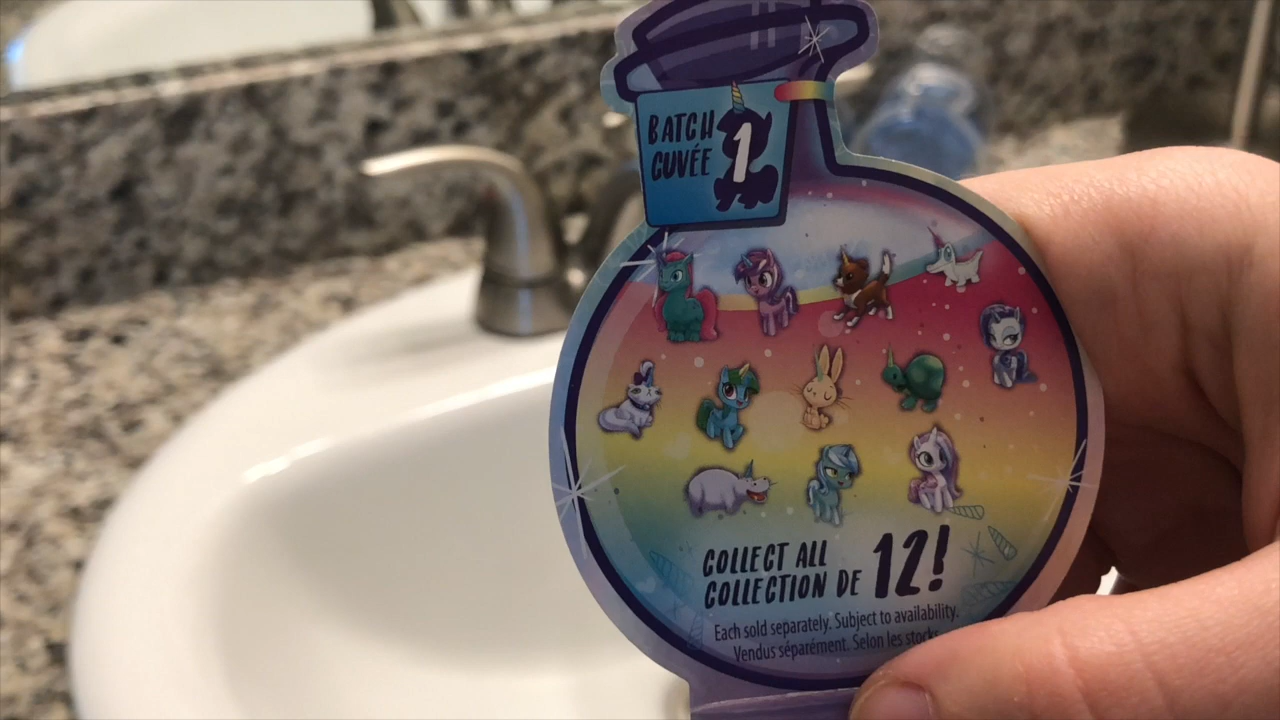 BATCH
CUVÉE
1
COLLECT ALL
COLLECTION DE 12!
Each sold separately. Subject to availability.
Vendus séparément. Selon les stocks